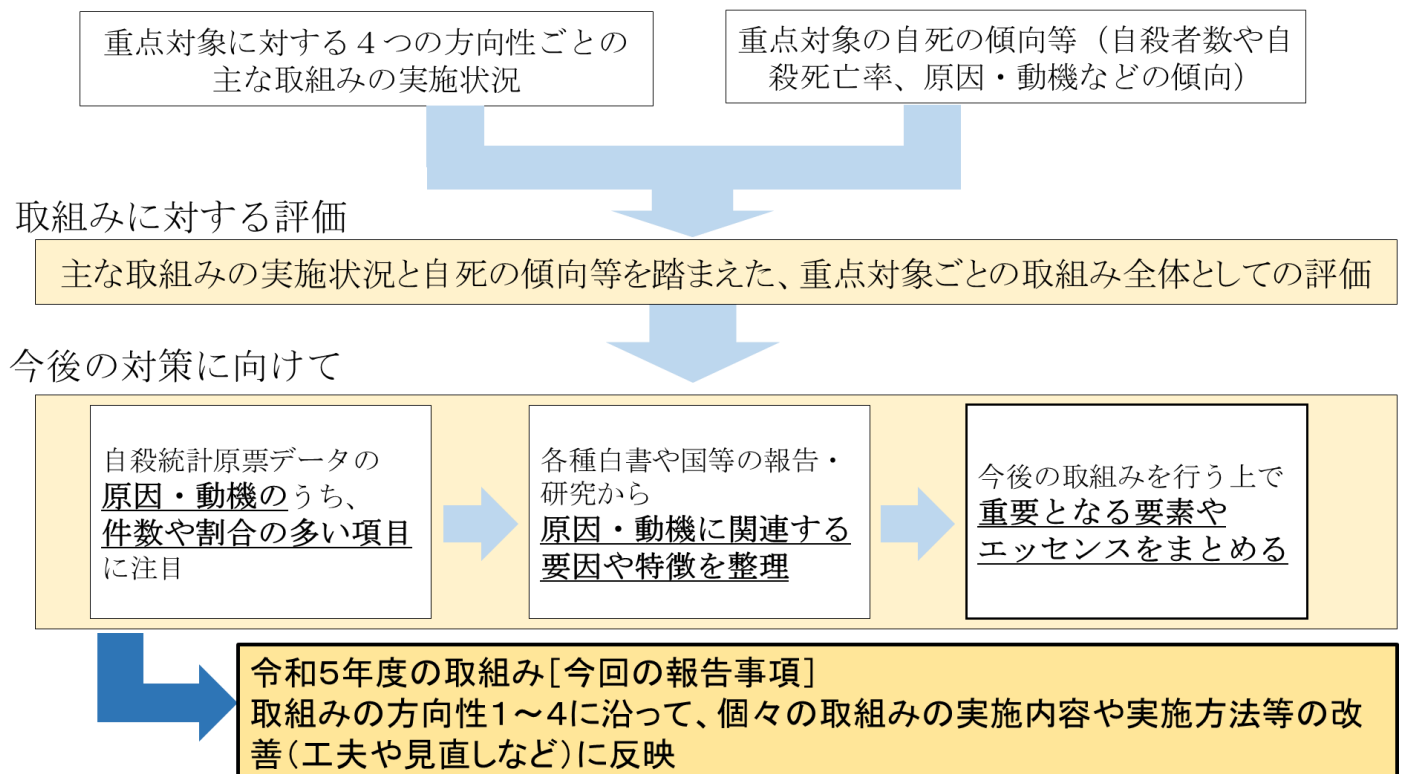 重点対象に対する４つの方向性ごとの
主な取組みの実施状況
重点対象の自死の傾向等（自殺者数や自
殺死亡率、原因・動機などの傾向）
取組みに対する評価
主な取組みの実施状況と自死の傾向等を踏まえた、重点対象ごとの取組み全体としての評価
今後の対策に向けて
自殺統計原票データの
原因・動機のうち、
件数や割合の多い項目
に注目
各種白書や国等の報告・
研究から
原因・動機に関連する
要因や特徴を整理
今後の取組みを行う上で
重要となる要素や
エッセンスをまとめる
令和５年度の取組み［今回の報告事項］
取組みの方向性１～４に沿って、個々の取組みの実施内容や実施方法等の改
善（工夫や見直しなど）に反映